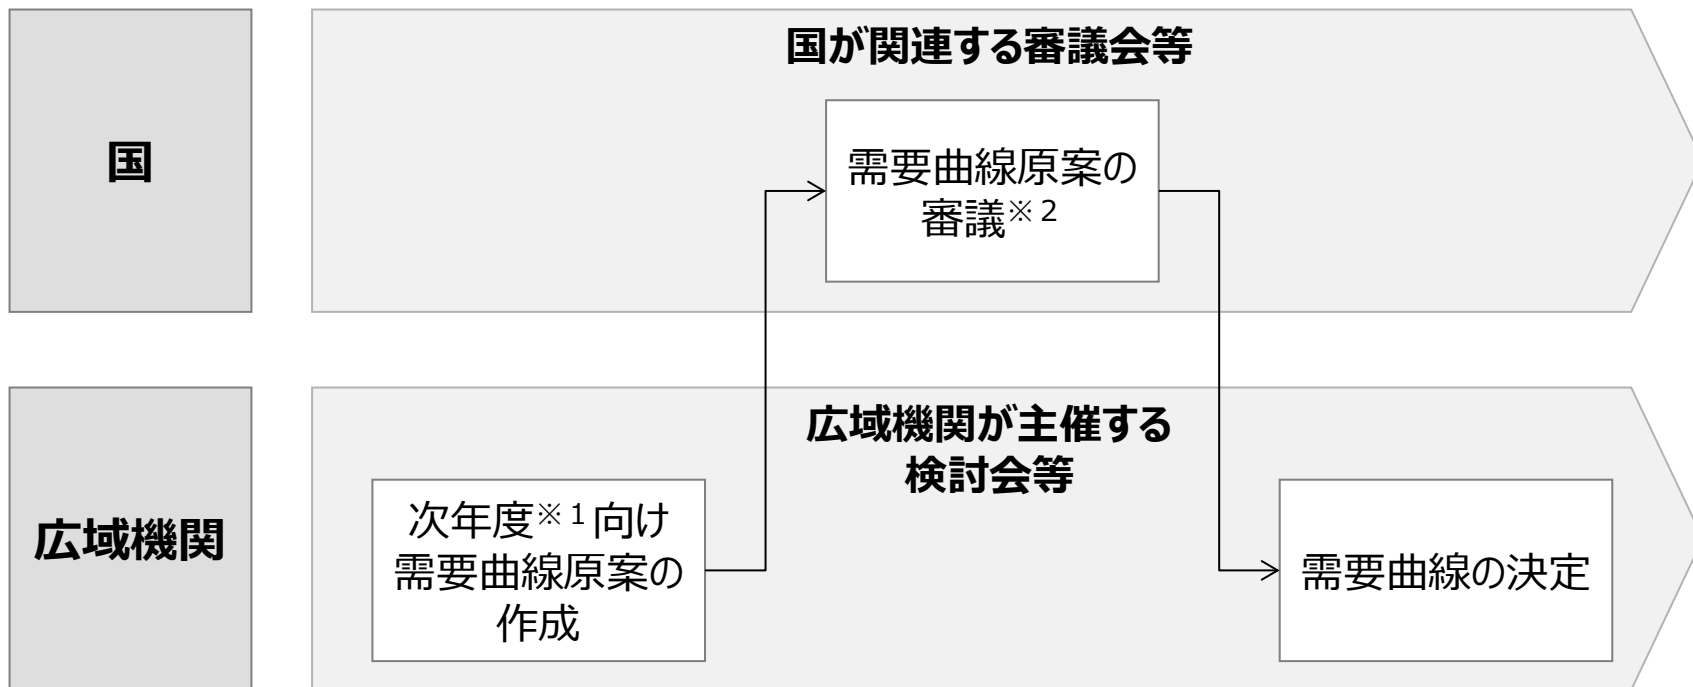 国
国が関連する審議会等
需要曲線原案の
審議※2
広域機関
広域機関が主催する
検討会等
次年度※1向け
需要曲線原案の
作成
需要曲線の決定